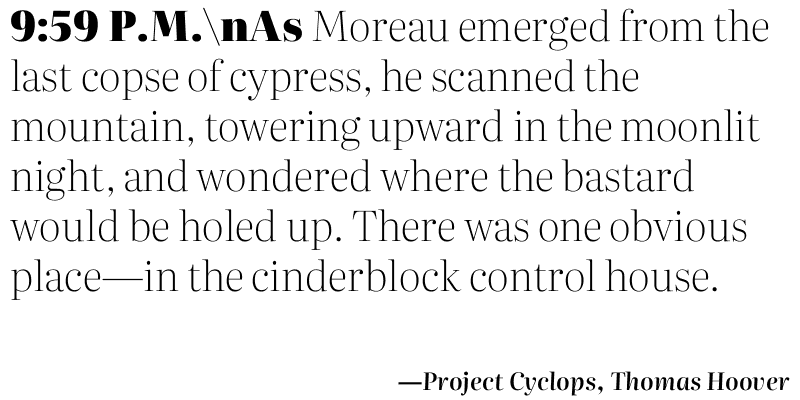 9:59 P.M.\nAs Moreau emerged from the
last copse of cypress, he scanned the
mountain, towering upward in the moonlit
night, and wondered where the bastard
would be holed up. There was one obvious
place—in the cinderblock control house.
—Project Cyclops, Thomas Hoover